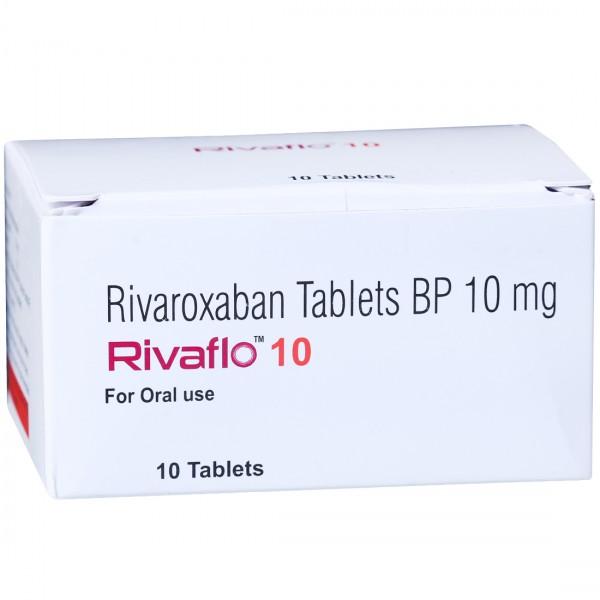 Rivaflo 10
10 Tablets
Rivaroxaban Tablets BP 10 mg
Rivaflo™ 10
For Oral use
10 Tablets